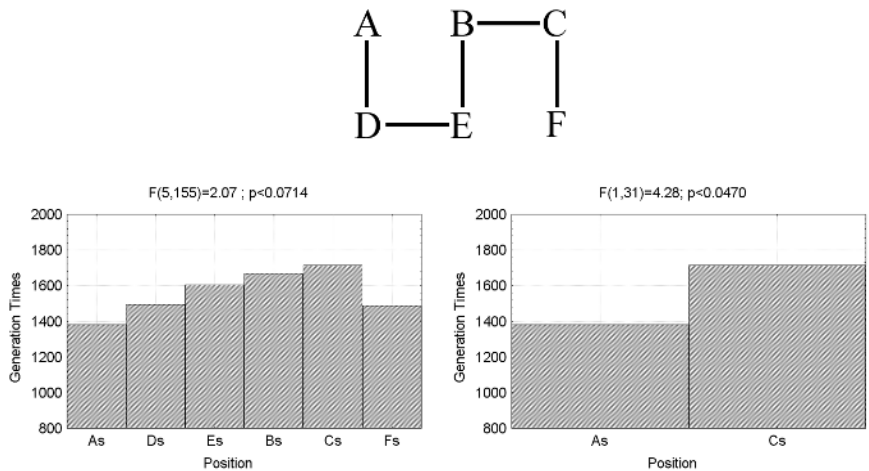 A B C
D E F
F(5,155)=2.07 ; p<0.0714
2000
1800
1600
1400
1200
1000
800
Generation Times
As Ds Es Bs Cs Fs
Position
F(1,31)=4.28; p<0.0470
2000
1800
1600
1400
1200
1000
800
Generation Times
As Cs
Position